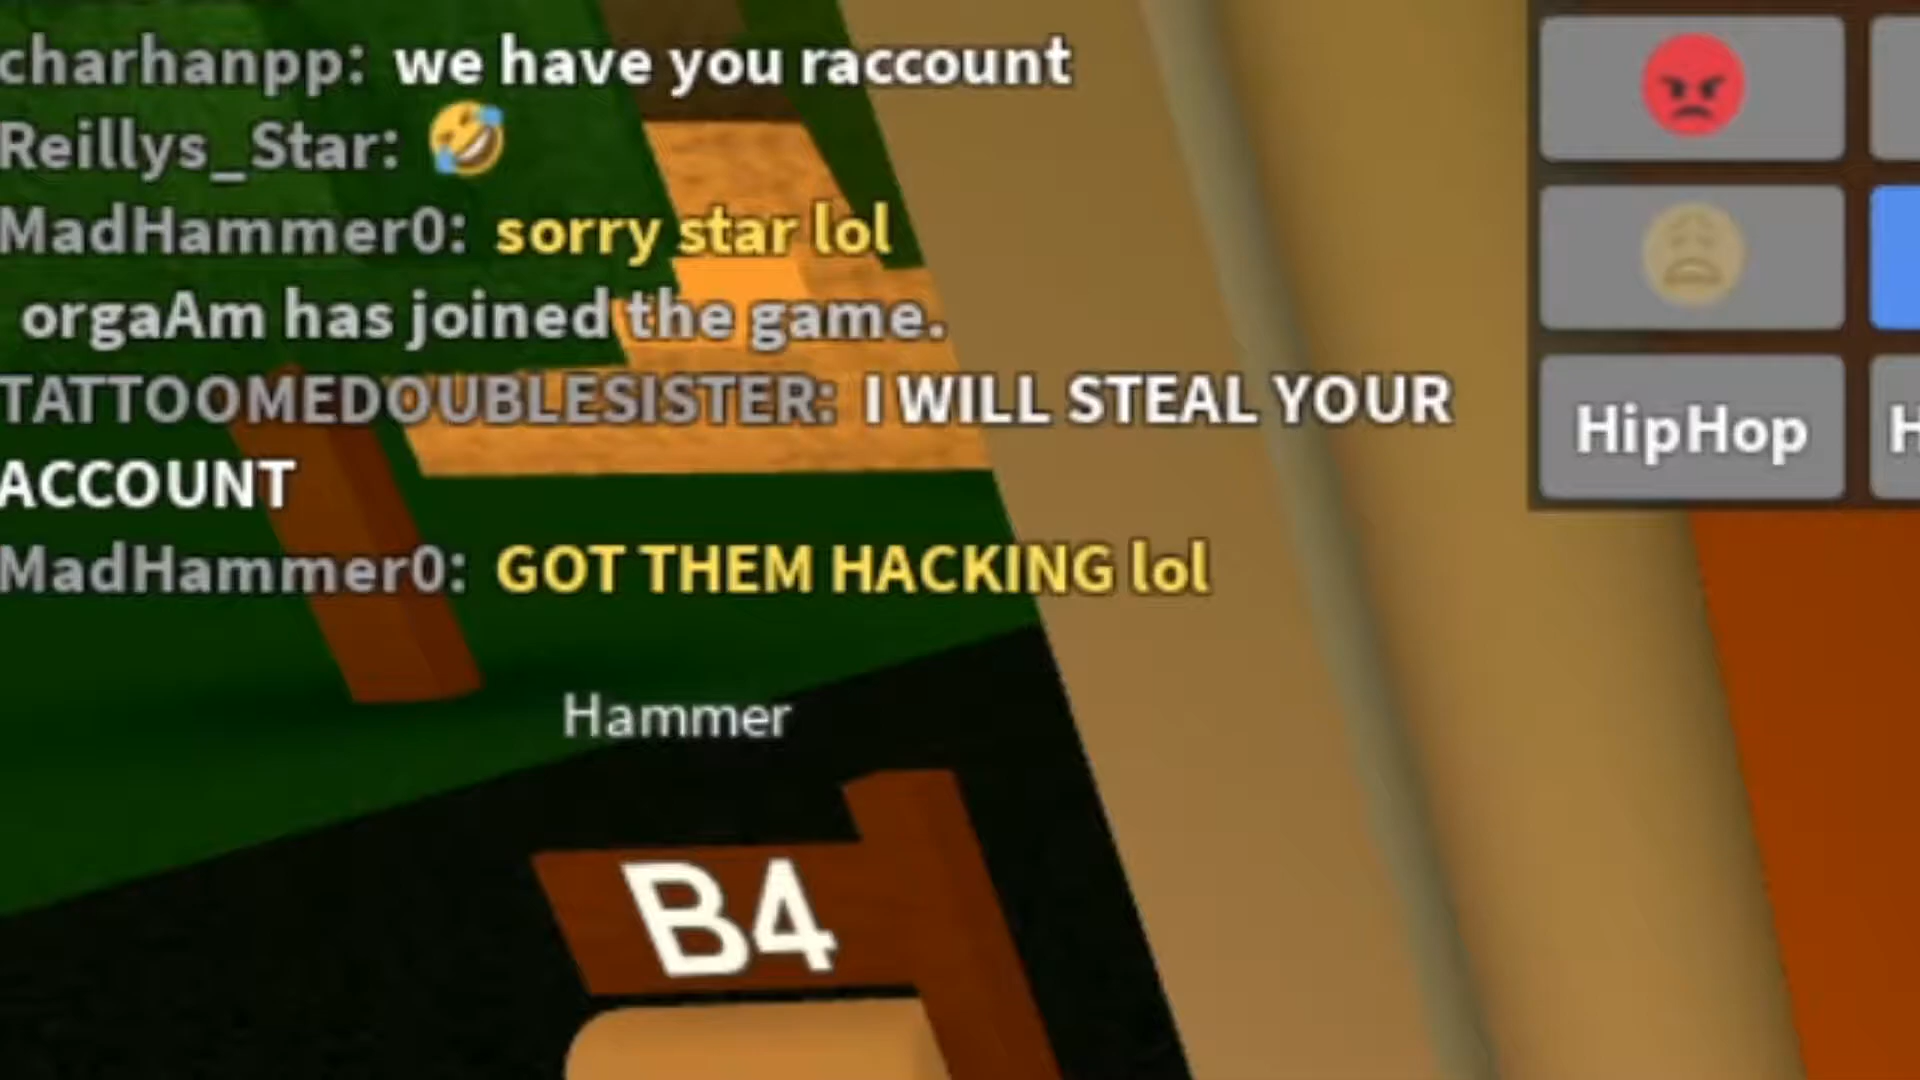 charhanpp: we have you raccount
Reillys_Star: 🤣
MadHammer0: sorry star lol
orgaAm has joined the game.
TATTOOMEDOUBLESISTER: I WILL STEAL YOUR
ACCOUNT
MadHammer0: GOT THEM HACKING lol
HipHop
H
Hammer
B4